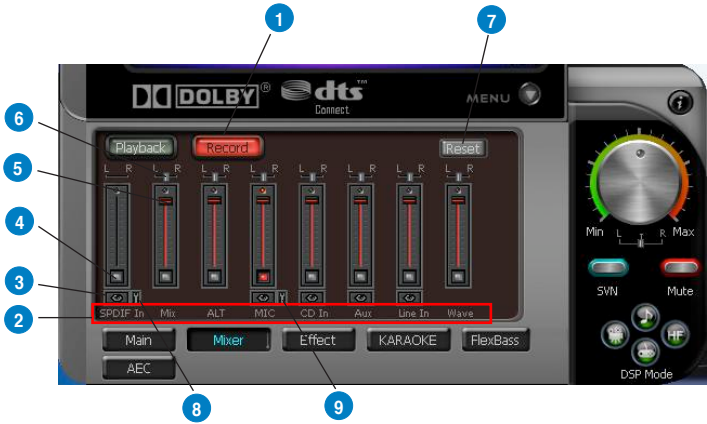 1
7
DOLBY®
dts™
Connect
MENU
i
6
Playback
Record
Reset
L R L R L R L R L R L R L R L R
5
4
3
2
SPDIF In Mix ALT MIC CD In Aux Line In Wave
Min L T R Max
SVN Mute
HF
DSP Mode
Main Mixer Effect KARAOKE FlexBass
AEC
8
9